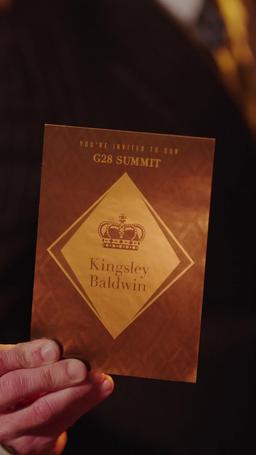 YOU'RE INVITED TO OUR
G28 SUMMIT
Kingsley
Baldwin